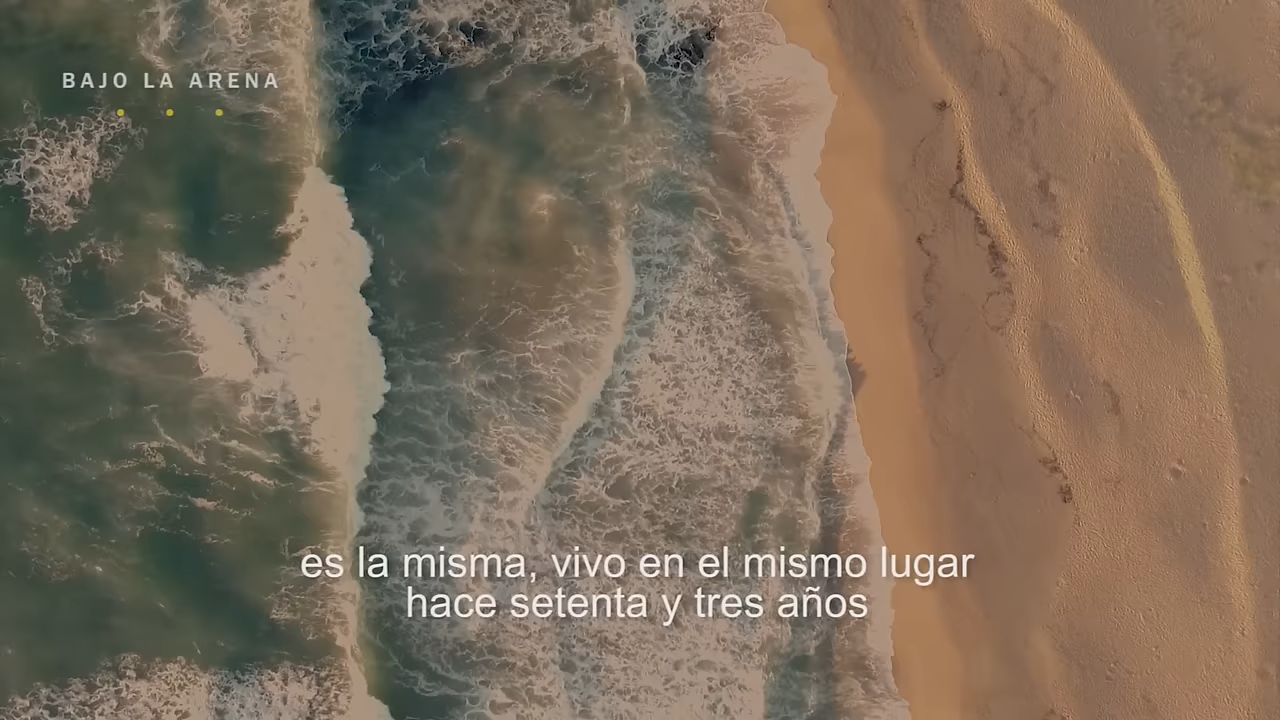 BAJO LA ARENA
es la misma, vivo en el mismo lugar
hace setenta y tres años